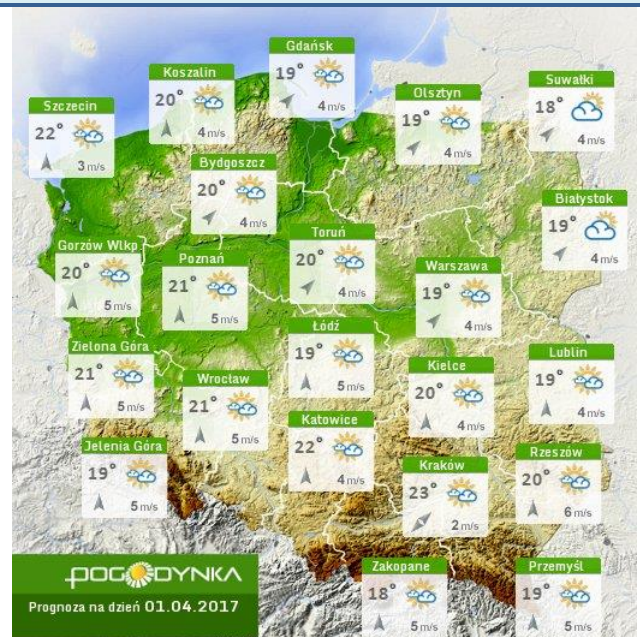 Gdańsk
19°
4 m/s
Koszalin
20°
4 m/s
Suwałki
18°
4 m/s
Olsztyn
19°
4 m/s
Szczecin
22°
3 m/s
Bydgoszcz
20°
4 m/s
Białystok
19°
4 m/s
Toruń
20°
4 m/s
Gorzów Wlkp
20°
5 m/s
Poznań
21°
5 m/s
Warszawa
19°
4 m/s
Łódź
19°
5 m/s
Zielona Góra
21°
5 m/s
Lublin
19°
4 m/s
Kielce
20°
4 m/s
Wrocław
21°
5 m/s
Katowice
22°
4 m/s
Jelenia Góra
19°
5 m/s
Rzeszów
20°
6 m/s
Kraków
23°
2 m/s
Zakopane
18°
5 m/s
Przemyśl
19°
5 m/s
POGODYNKA
Prognoza na dzień 01.04.2017